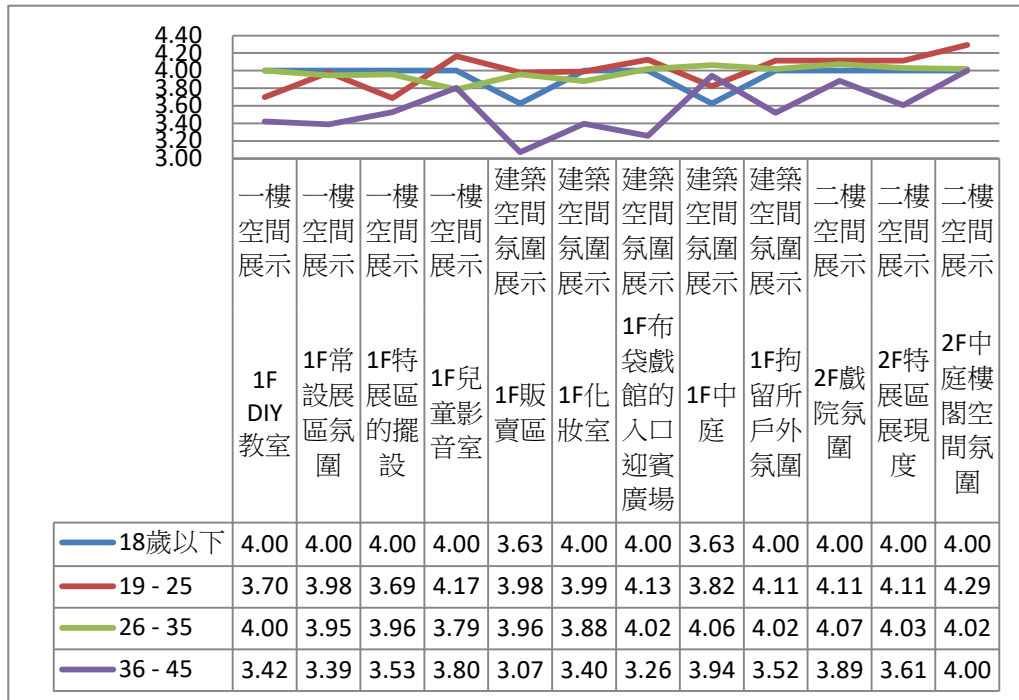 4.40
4.20
4.00
3.80
3.60
3.40
3.20
3.00
一樓
空間
展示
一樓
空間
展示
一樓
空間
展示
一樓
空間
展示
建築
空間
氛圍
展示
建築
空間
氛圍
展示
建築
空間
氛圍
展示
建築
空間
氛圍
展示
建築
空間
氛圍
展示
二樓
空間
展示
二樓
空間
展示
二樓
空間
展示
1F
DIY
教室
1F常
設展
區氛
圍
1F特
展區
的擺
設
1F兒
童影
音室
1F販
賣區
1F化
妝室
1F布
袋戲
館的
入口
迎賓
廣場
1F中
庭
1F拘
留所
戶外
氛圍
2F戲
院氛
圍
2F特
展區
展現
度
2F中
庭樓
閣空
間氛
圍
18歲以下 4.00 4.00 4.00 4.00 3.63 4.00 4.00 3.63 4.00 4.00 4.00 4.00
19 - 25 3.70 3.98 3.69 4.17 3.98 3.99 4.13 3.82 4.11 4.11 4.11 4.29
26 - 35 4.00 3.95 3.96 3.79 3.96 3.88 4.02 4.06 4.02 4.07 4.03 4.02
36 - 45 3.42 3.39 3.53 3.80 3.07 3.40 3.26 3.94 3.52 3.89 3.61 4.00